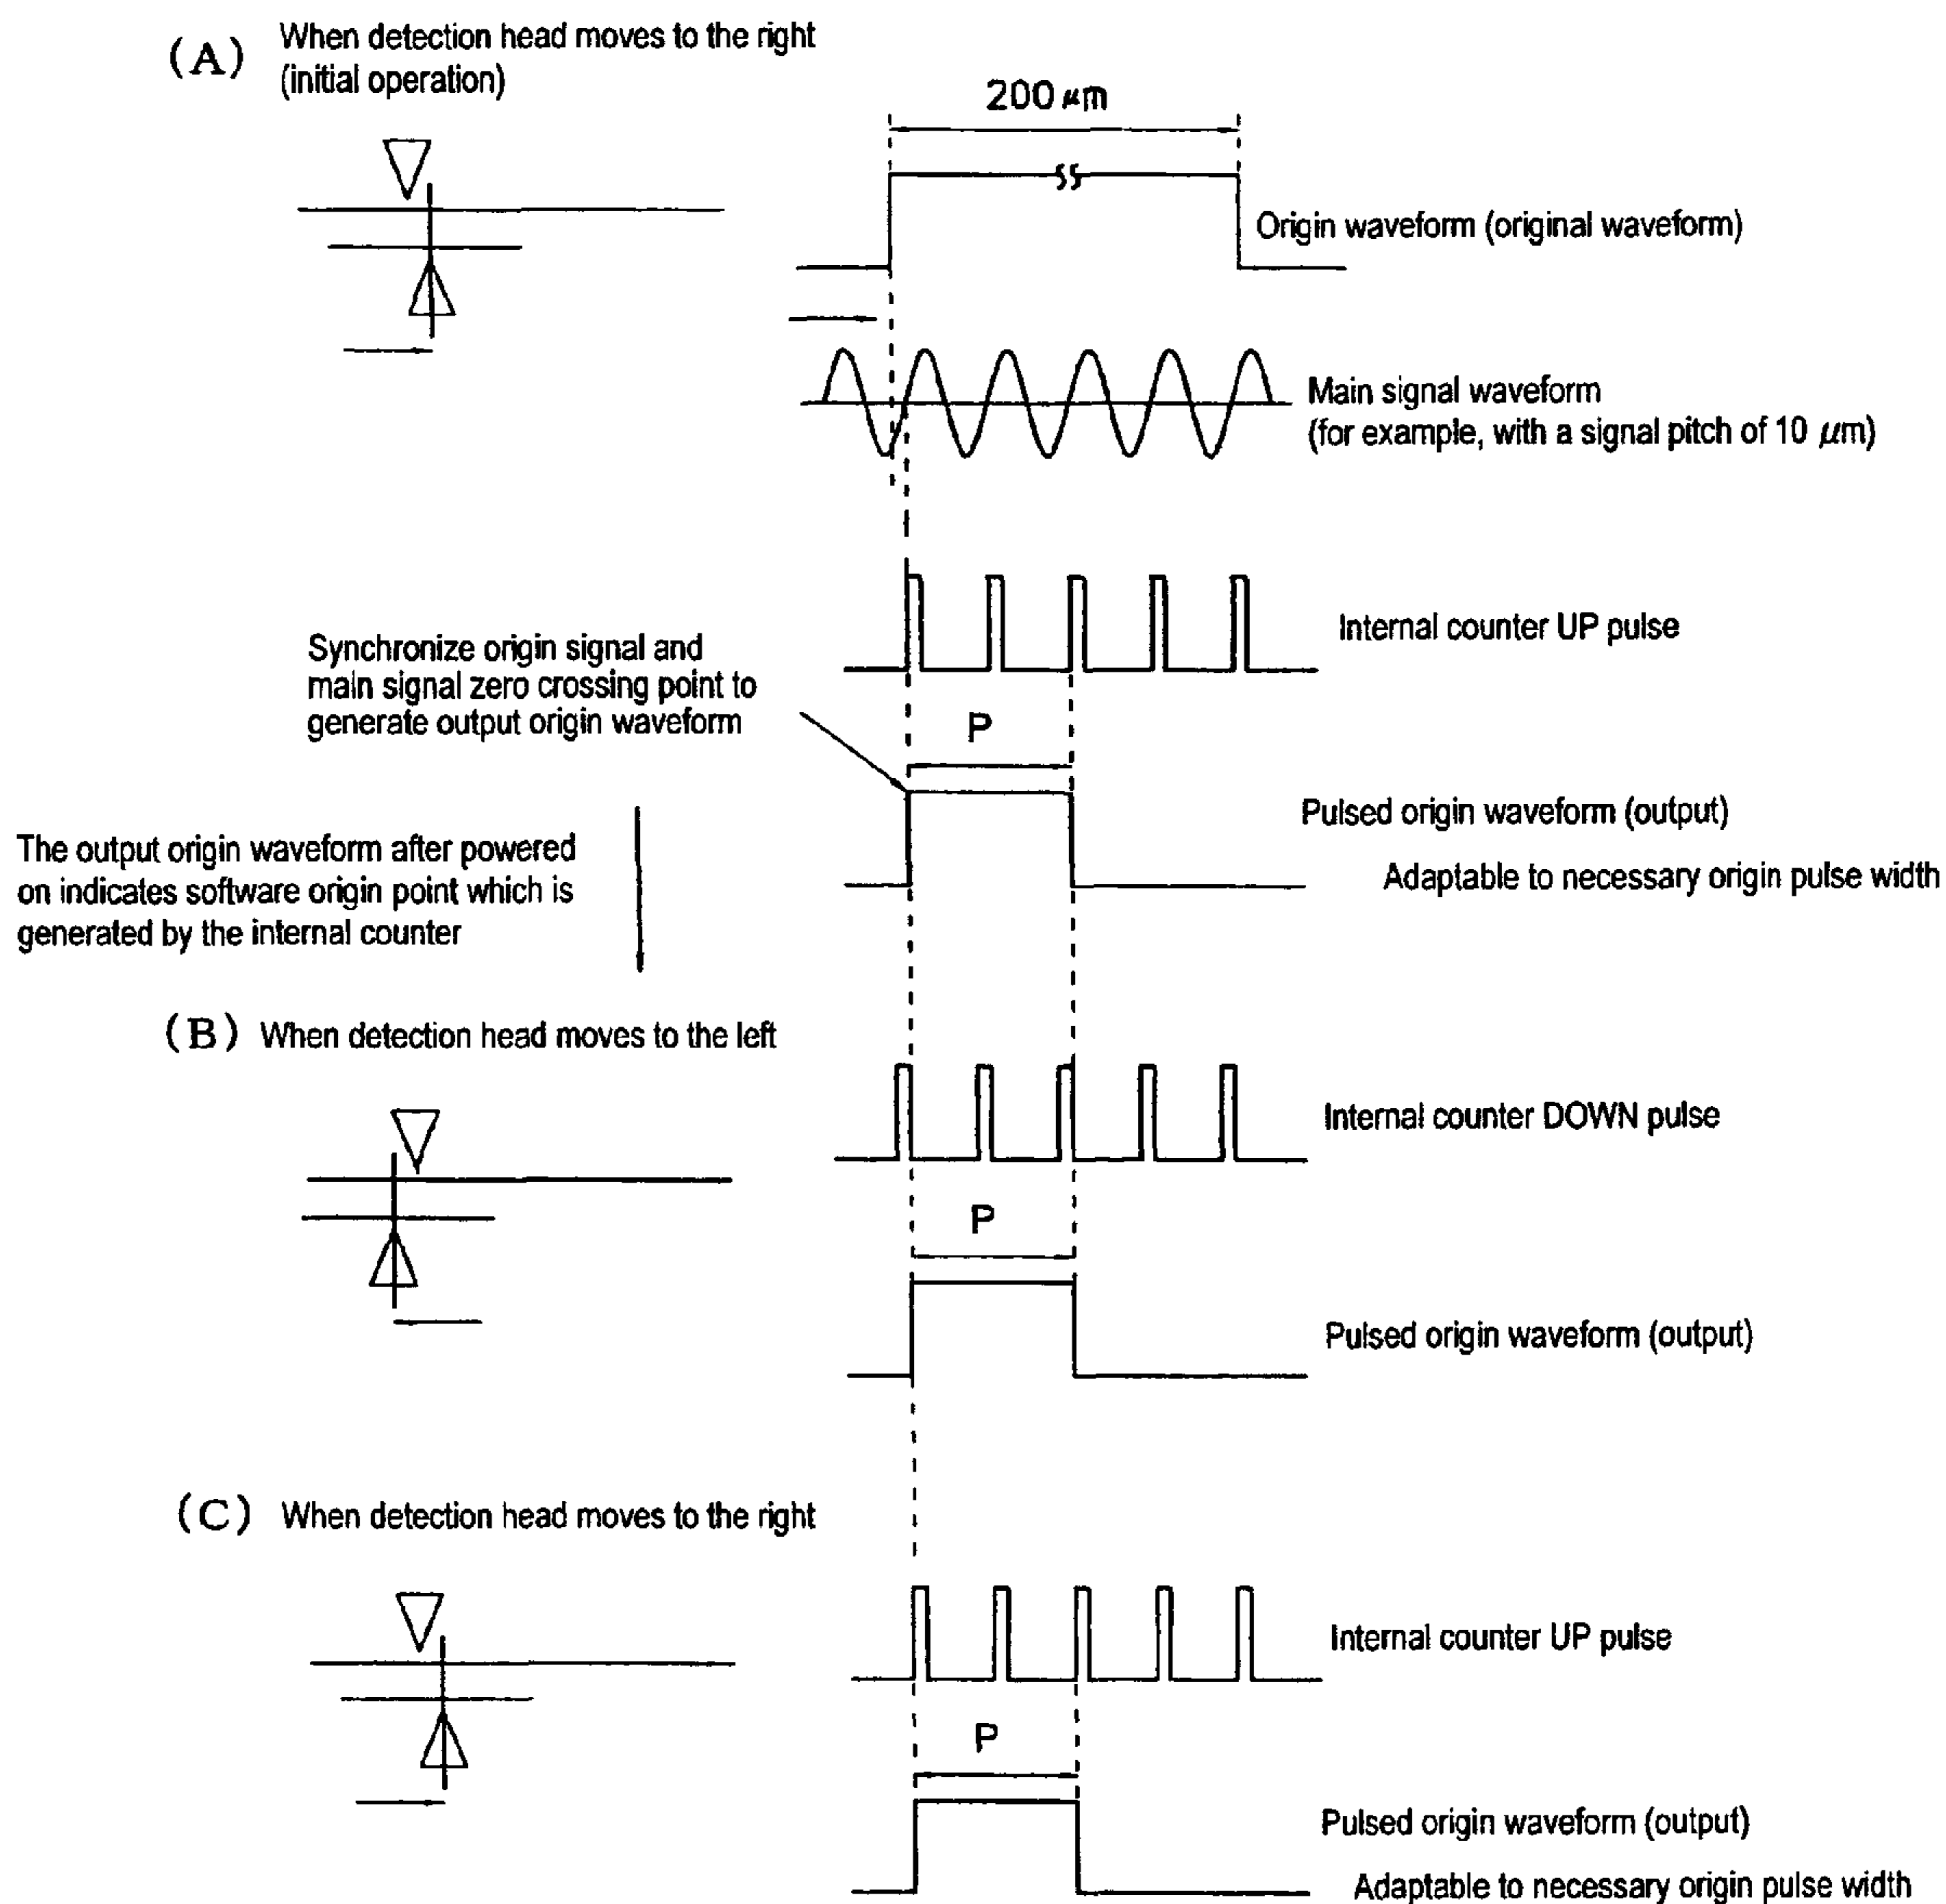 (A) When detection head moves to the right
(initial operation)
200 μm
Origin waveform (original waveform)
Main signal waveform
(for example, with a signal pitch of 10 μm)
Internal counter UP pulse
Synchronize origin signal and
main signal zero crossing point to
generate output origin waveform
P
Pulsed origin waveform (output)
Adaptable to necessary origin pulse width
The output origin waveform after powered
on indicates software origin point which is
generated by the internal counter
(B) When detection head moves to the left
Internal counter DOWN pulse
P
Pulsed origin waveform (output)
(C) When detection head moves to the right
Internal counter UP pulse
P
Pulsed origin waveform (output)
Adaptable to necessary origin pulse width